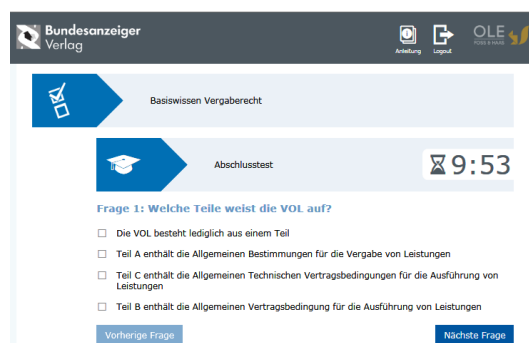 Bundesanzeiger
Verlag
Anleitung
Logout
OLE
Basiswissen Vergaberecht
Abschlusstest
9:53
Frage 1: Welche Teile weist die VOL auf?
Die VOL besteht lediglich aus einem Teil
Teil A enthält die Allgemeinen Bestimmungen für die Vergabe von Leistungen
Teil C enthält die Allgemeinen Technischen Vertragsbedingungen für die Ausführung von
Leistungen
Teil B enthält die Allgemeinen Vertragsbedingung für die Ausführung von Leistungen
Vorherige Frage
Nächste Frage